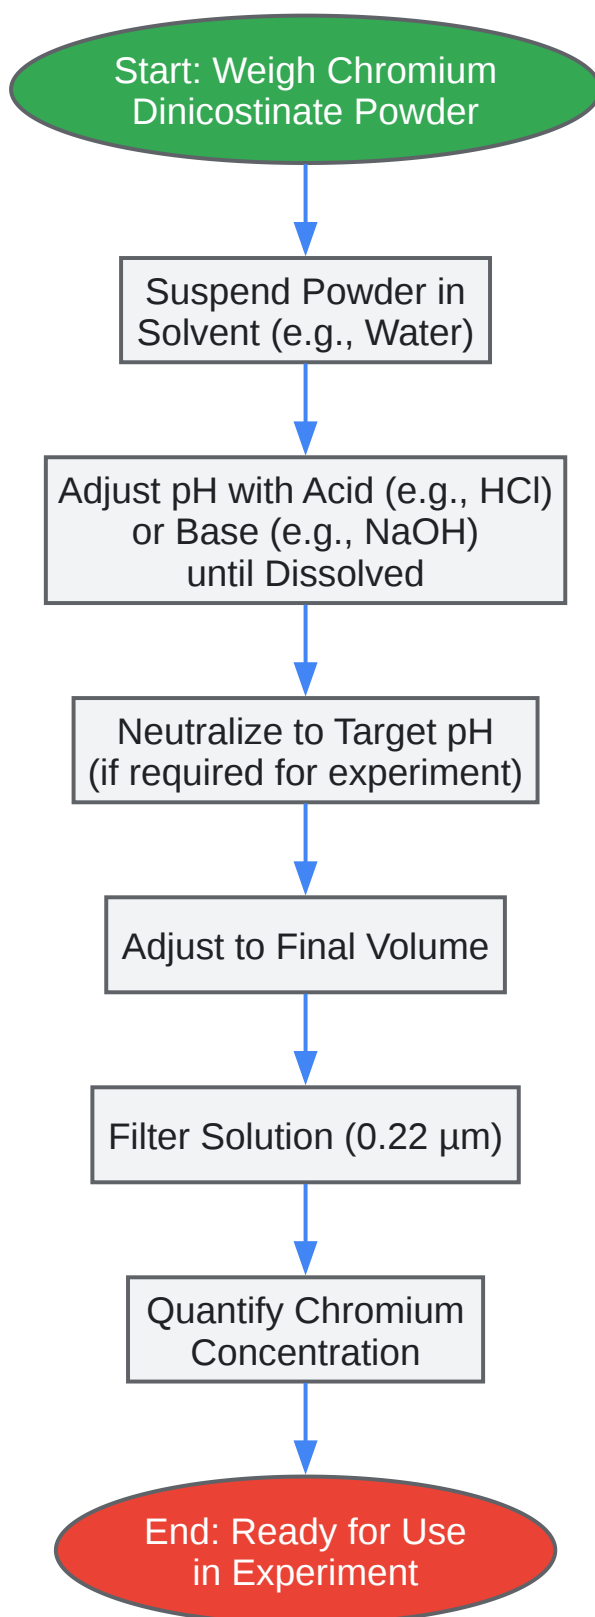 Start: Weigh Chromium
Dinicostinate Powder
Suspend Powder in
Solvent (e.g., Water)
Adjust pH with Acid (e.g., HCl)
or Base (e.g., NaOH)
until Dissolved
Neutralize to Target pH
(if required for experiment)
Adjust to Final Volume
Filter Solution (0.22 µm)
Quantify Chromium
Concentration
End: Ready for Use
in Experiment